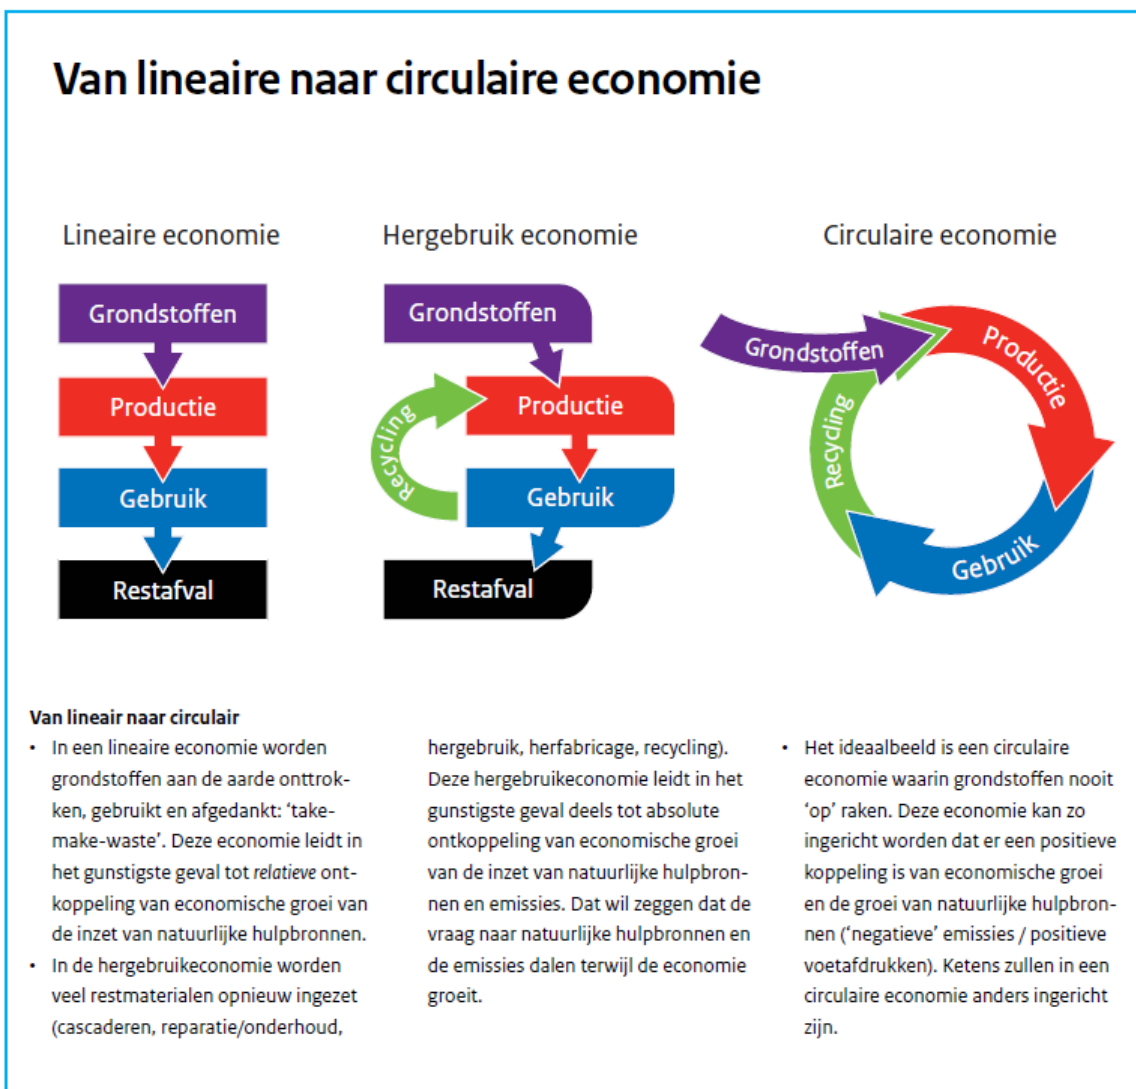 Van lineaire naar circulaire economie
Lineaire economie
Grondstoffen
Productie
Gebruik
Restafval
Hergebruik economie
Grondstoffen
Recycling
Productie
Gebruik
Restafval
Circulaire economie
Grondstoffen
Productie
Gebruik
Recycling
Van lineair naar circulair
• In een lineaire economie worden
grondstoffen aan de aarde onttrok-
ken, gebruikt en afgedankt: ‘take-
make-waste’. Deze economie leidt in
het gunstigste geval tot relatieve ont-
koppeling van economische groei van
de inzet van natuurlijke hulpbronnen.
• In de hergebruikeconomie worden
veel restmaterialen opnieuw ingezet
(cascaderen, reparatie/onderhoud,
hergebruik, herfabricage, recycling).
Deze hergebruikeconomie leidt in het
gunstigste geval deels tot absolute
ontkoppeling van economische groei
van de inzet van natuurlijke hulpbron-
nen en emissies. Dat wil zeggen dat de
vraag naar natuurlijke hulpbronnen en
de emissies dalen terwijl de economie
groeit.
• Het ideaalbeeld is een circulaire
economie waarin grondstoffen nooit
‘op’ raken. Deze economie kan zo
ingericht worden dat er een positieve
koppeling is van economische groei
en de groei van natuurlijke hulpbron-
nen (‘negatieve’ emissies / positieve
voetafdrukken). Ketens zullen in een
circulaire economie anders ingericht
zijn.